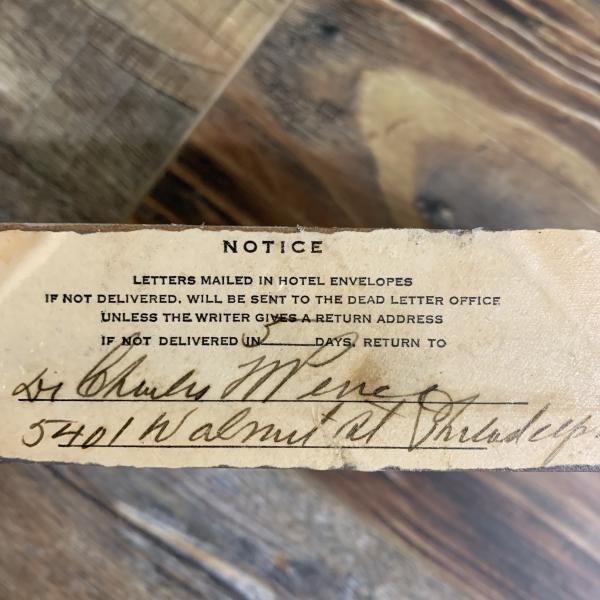 NOTICE
LETTERS MAILED IN HOTEL ENVELOPES
IF NOT DELIVERED, WILL BE SENT TO THE DEAD LETTER OFFICE
UNLESS THE WRITER GIVES A RETURN ADDRESS
IF NOT DELIVERED IN 5 DAYS, RETURN TO
Dr Charles M
5401 Walnut St Philadelp